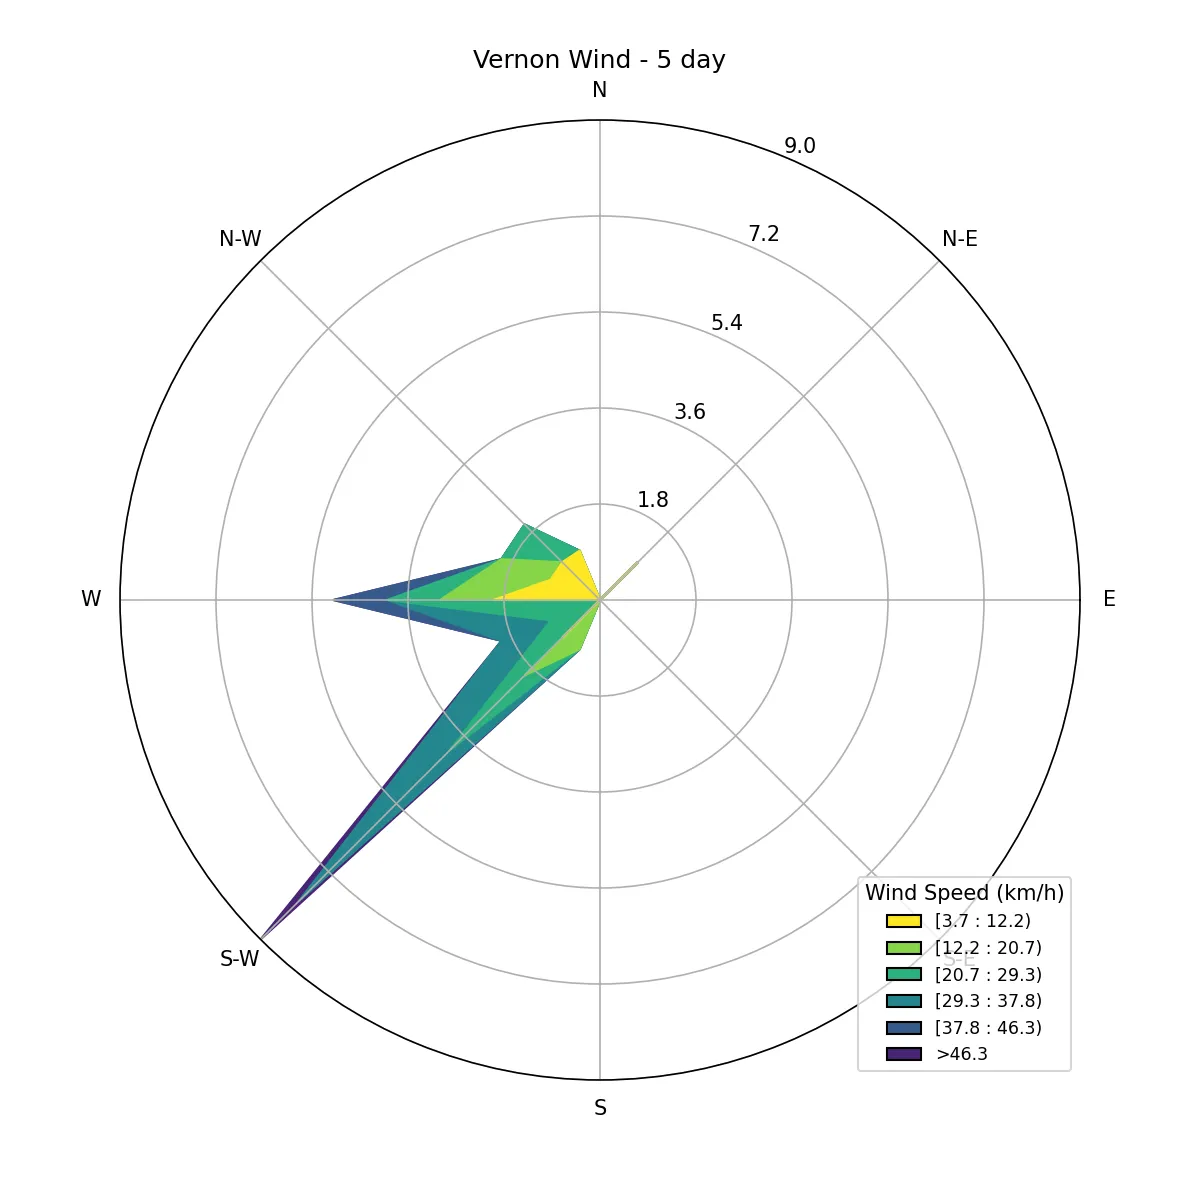 Vernon Wind - 5 day
N
9.0
N-W
7.2
N-E
5.4
3.6
1.8
W
E
S-W
S-E
S
Wind Speed (km/h)
[3.7 : 12.2)
[12.2 : 20.7)
[20.7 : 29.3)
[29.3 : 37.8)
[37.8 : 46.3)
>46.3